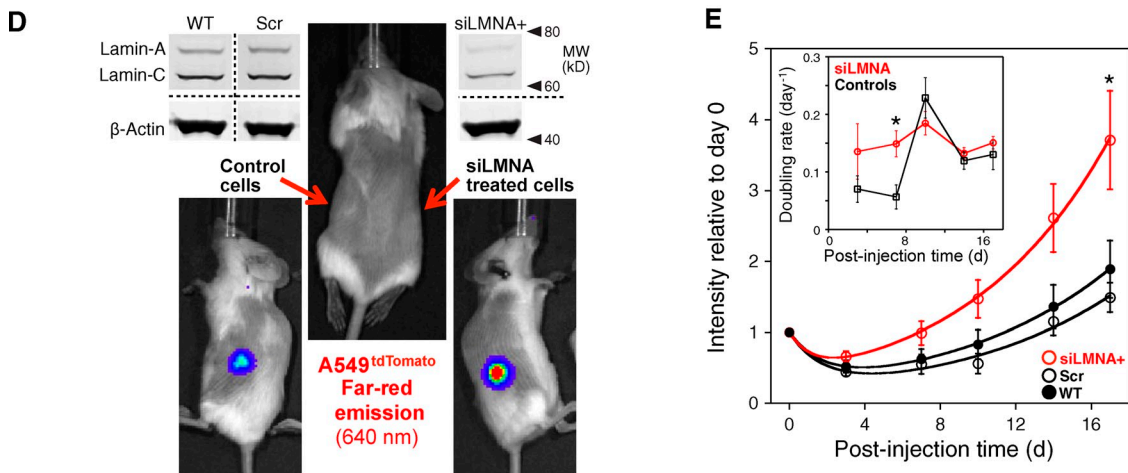 D
WT Scr siLMNA+
Lamin-A
Lamin-C
β-Actin
80
MW
(kD)
60
40
Control
cells
siLMNA
treated cells
A549tdTomato
Far-red
emission
(640 nm)
E
Intensity relative to day 0
5
4
3
2
1
0
0 4 8 12 16
Post-injection time (d)
*
siLMNA+
Scr
WT
siLMNA
Controls
*
Doubling rate (day-1)
0.3
0.2
0.1
0
0 8 16
Post-injection time (d)